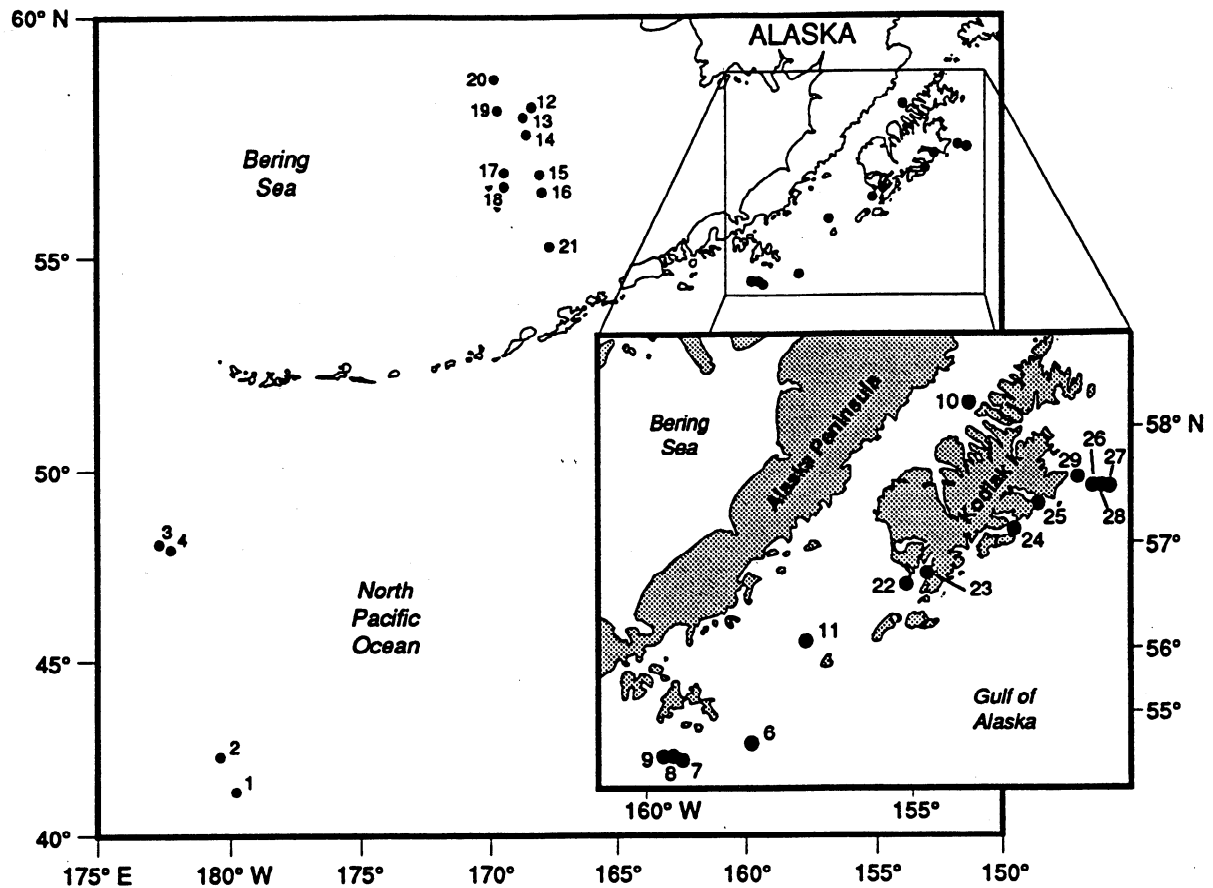 60° N
ALASKA
20
12
19
13
14
Bering
Sea
17
15
18
16
21
55°
Bering
Sea
Alaska Peninsula
10
58° N
26
27
29
28
25
Kodiak I.
24
57°
22
23
50°
3
4
11
56°
North
Pacific
Ocean
45°
Gulf of
Alaska
55°
6
9
8
7
2
1
160° W
155°
40°
175° E
180° W
175°
170°
165°
160°
155°
150°